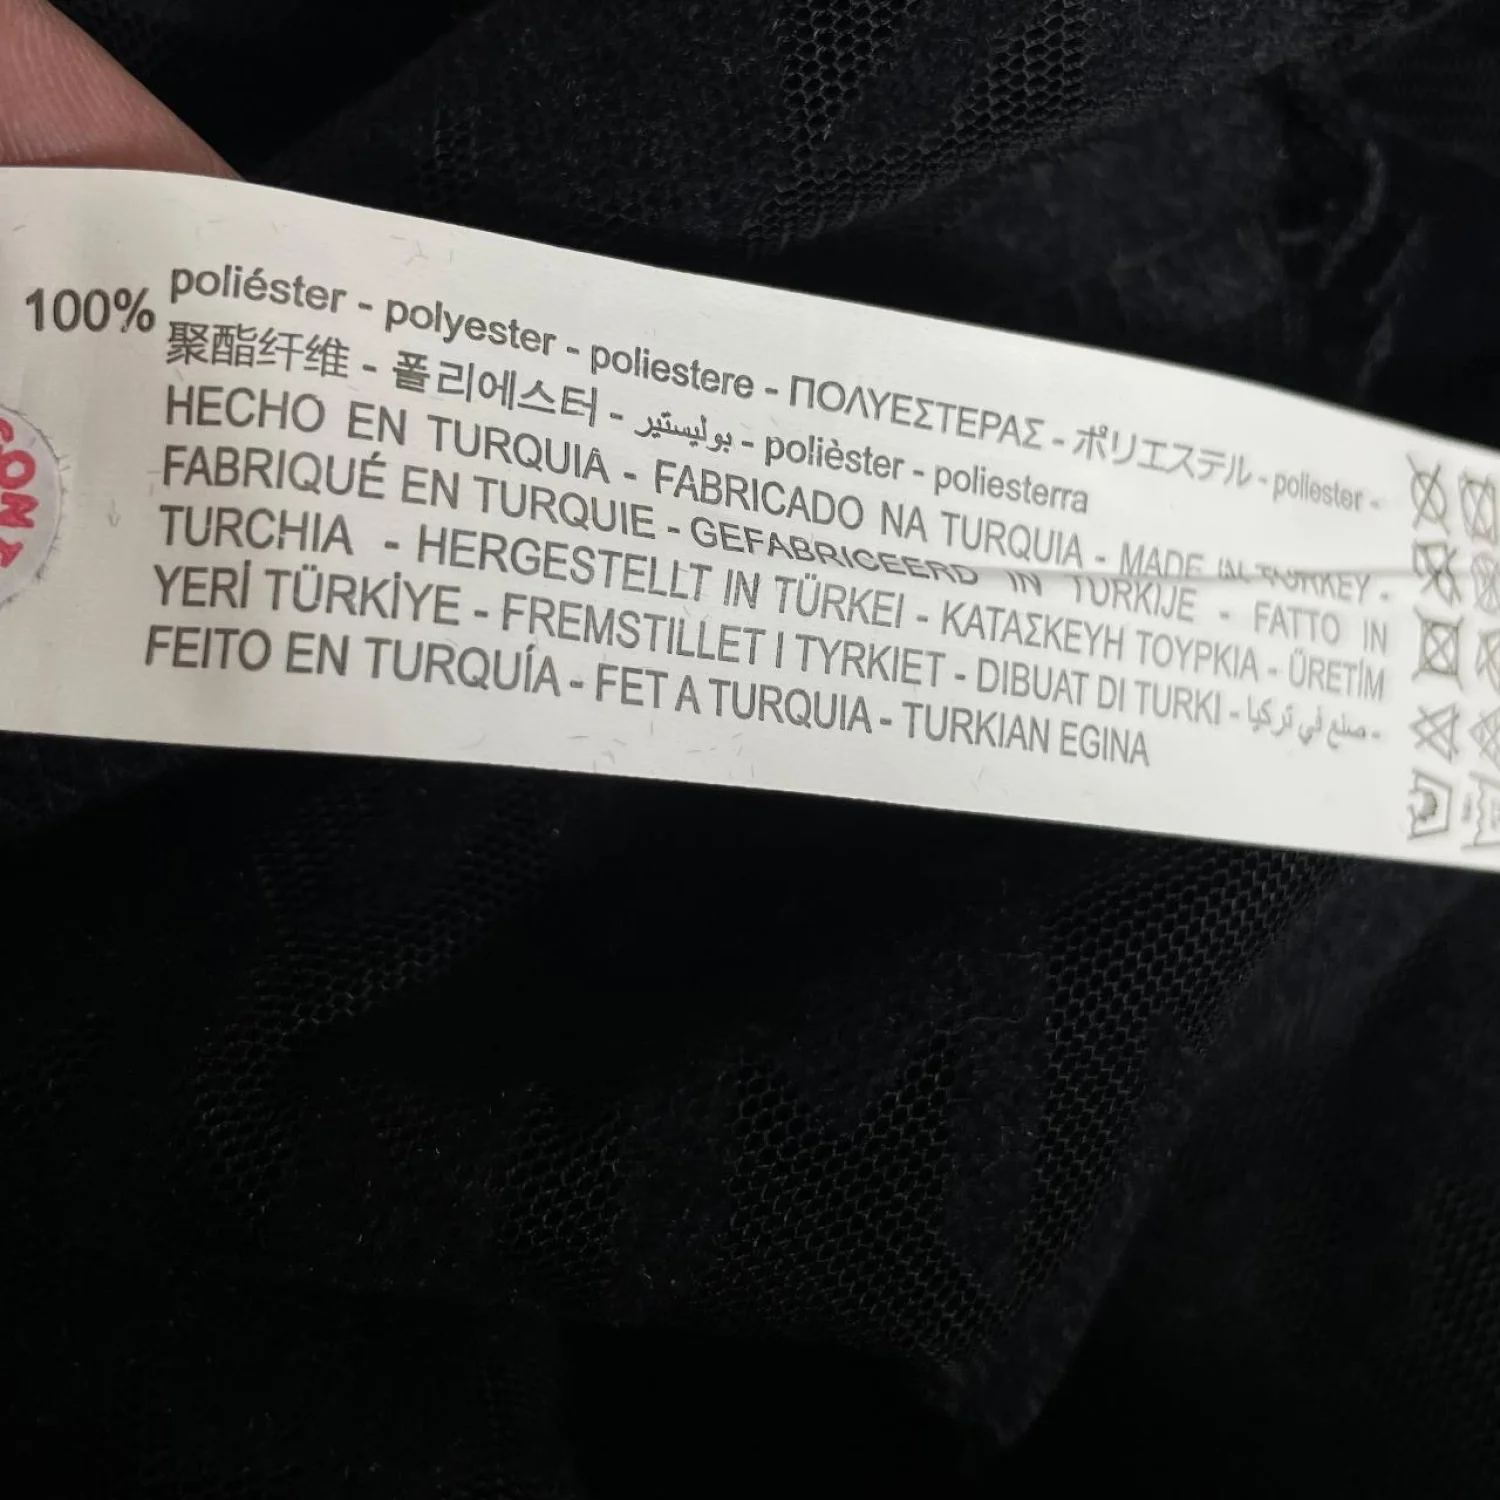 100% poliéster - polyester - poliestere - ΠΟΛΥΕΣΤΕΡΑΣ - ポリエステル - poliester -
聚酯纤维 - 폴리에스터 - بوليستير - polièster - poliesterra
HECHO EN TURQUIA - FABRICADO NA TURQUIA - MADE IN TURKEY -
FABRIQUÉ EN TURQUIE - GEFABRICEERD IN TURKIJE - FATTO IN
TURCHIA - HERGESTELLT IN TÜRKEI - ΚΑΤΑΣΚΕΥΗ ΤΟΥΡΚΙΑ - ÜRETİM
YERİ TÜRKİYE - FREMSTILLET I TYRKIET - DIBUAT DI TURKI - صنع في تركيا -
FEITO EN TURQUÍA - FET A TURQUIA - TURKIAN EGINA